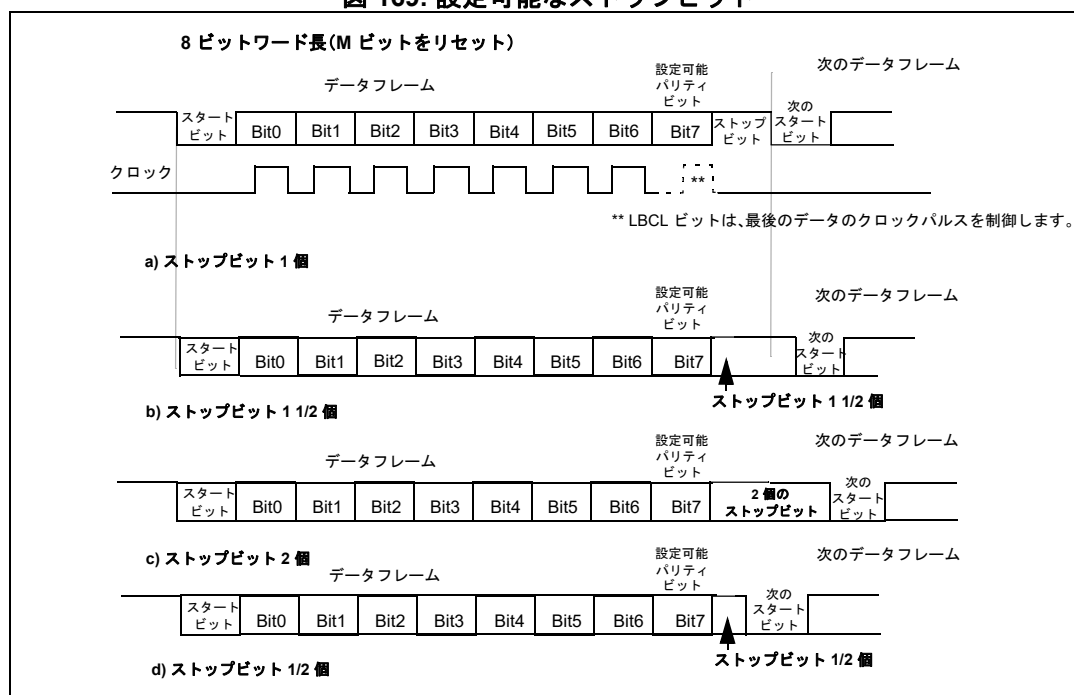 図 169. 設定可能なストップビット
8 ビットワード長(M ビットをリセット)
データフレーム
設定可能
パリティ
ビット
次のデータフレーム
スタート
ビット
Bit0 Bit1 Bit2 Bit3 Bit4 Bit5 Bit6 Bit7
ストップ
ビット
次の
スタート
ビット
クロック
**
** LBCL ビットは、最後のデータのクロックパルスを制御します。
a) ストップビット 1 個
データフレーム
設定可能
パリティ
ビット
次のデータフレーム
スタート
ビット
Bit0 Bit1 Bit2 Bit3 Bit4 Bit5 Bit6 Bit7
次の
スタート
ビット
ストップビット 1 1/2 個
b) ストップビット 1 1/2 個
データフレーム
設定可能
パリティ
ビット
次のデータフレーム
スタート
ビット
Bit0 Bit1 Bit2 Bit3 Bit4 Bit5 Bit6 Bit7
2 個の
ストップビット
次の
スタート
ビット
c) ストップビット 2 個
データフレーム
設定可能
パリティ
ビット
次のデータフレーム
スタート
ビット
Bit0 Bit1 Bit2 Bit3 Bit4 Bit5 Bit6 Bit7
次の
スタート
ビット
ストップビット 1/2 個
d) ストップビット 1/2 個